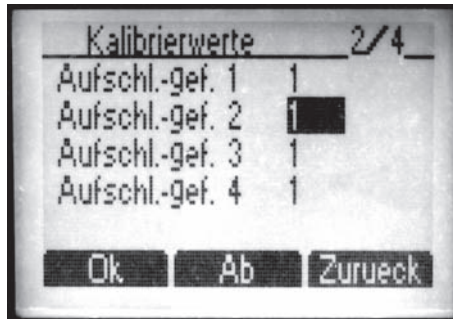 Kalibrierwerte 2/4
Aufschl.-gef. 1 1
Aufschl.-gef. 2 1
Aufschl.-gef. 3 1
Aufschl.-gef. 4 1
Ok Ab Zurueck